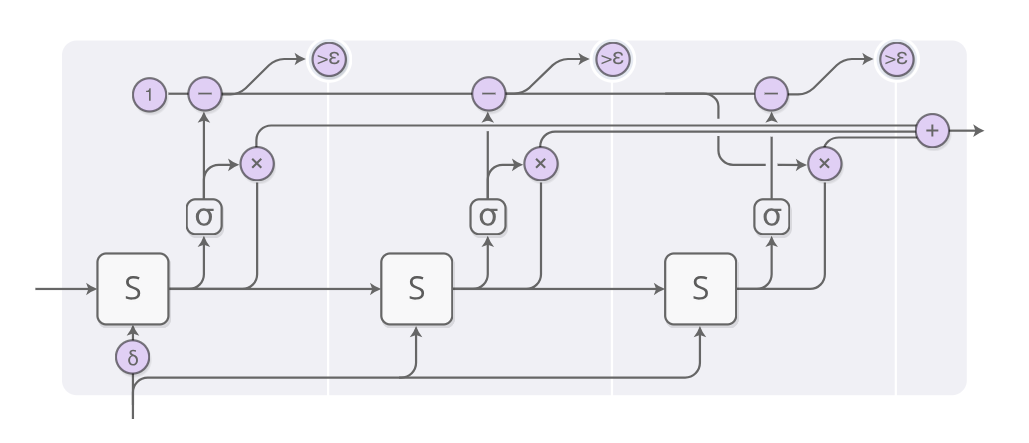 >ε >ε >ε
1 − − −
+
× × ×
σ σ σ
S S S
δ